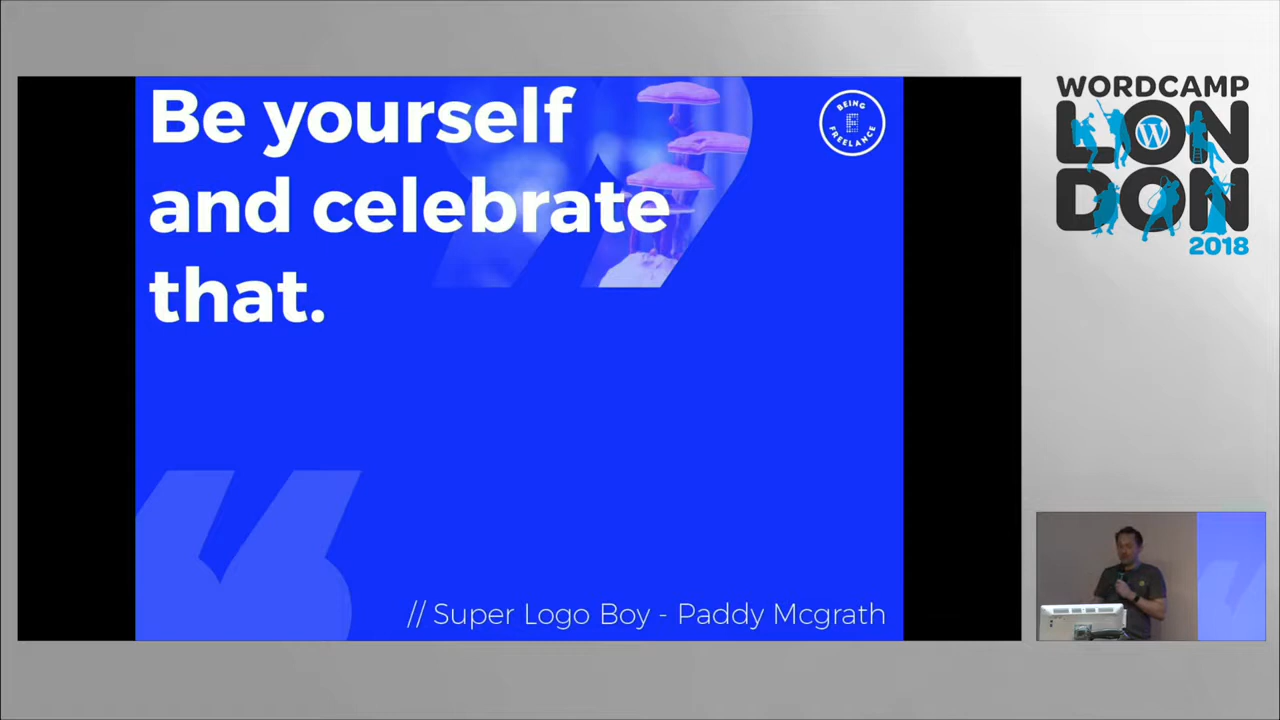 Be yourself
and celebrate
that.
BEING
FREELANCE
// Super Logo Boy - Paddy Mcgrath
WORDCAMP
LON
DON
2018